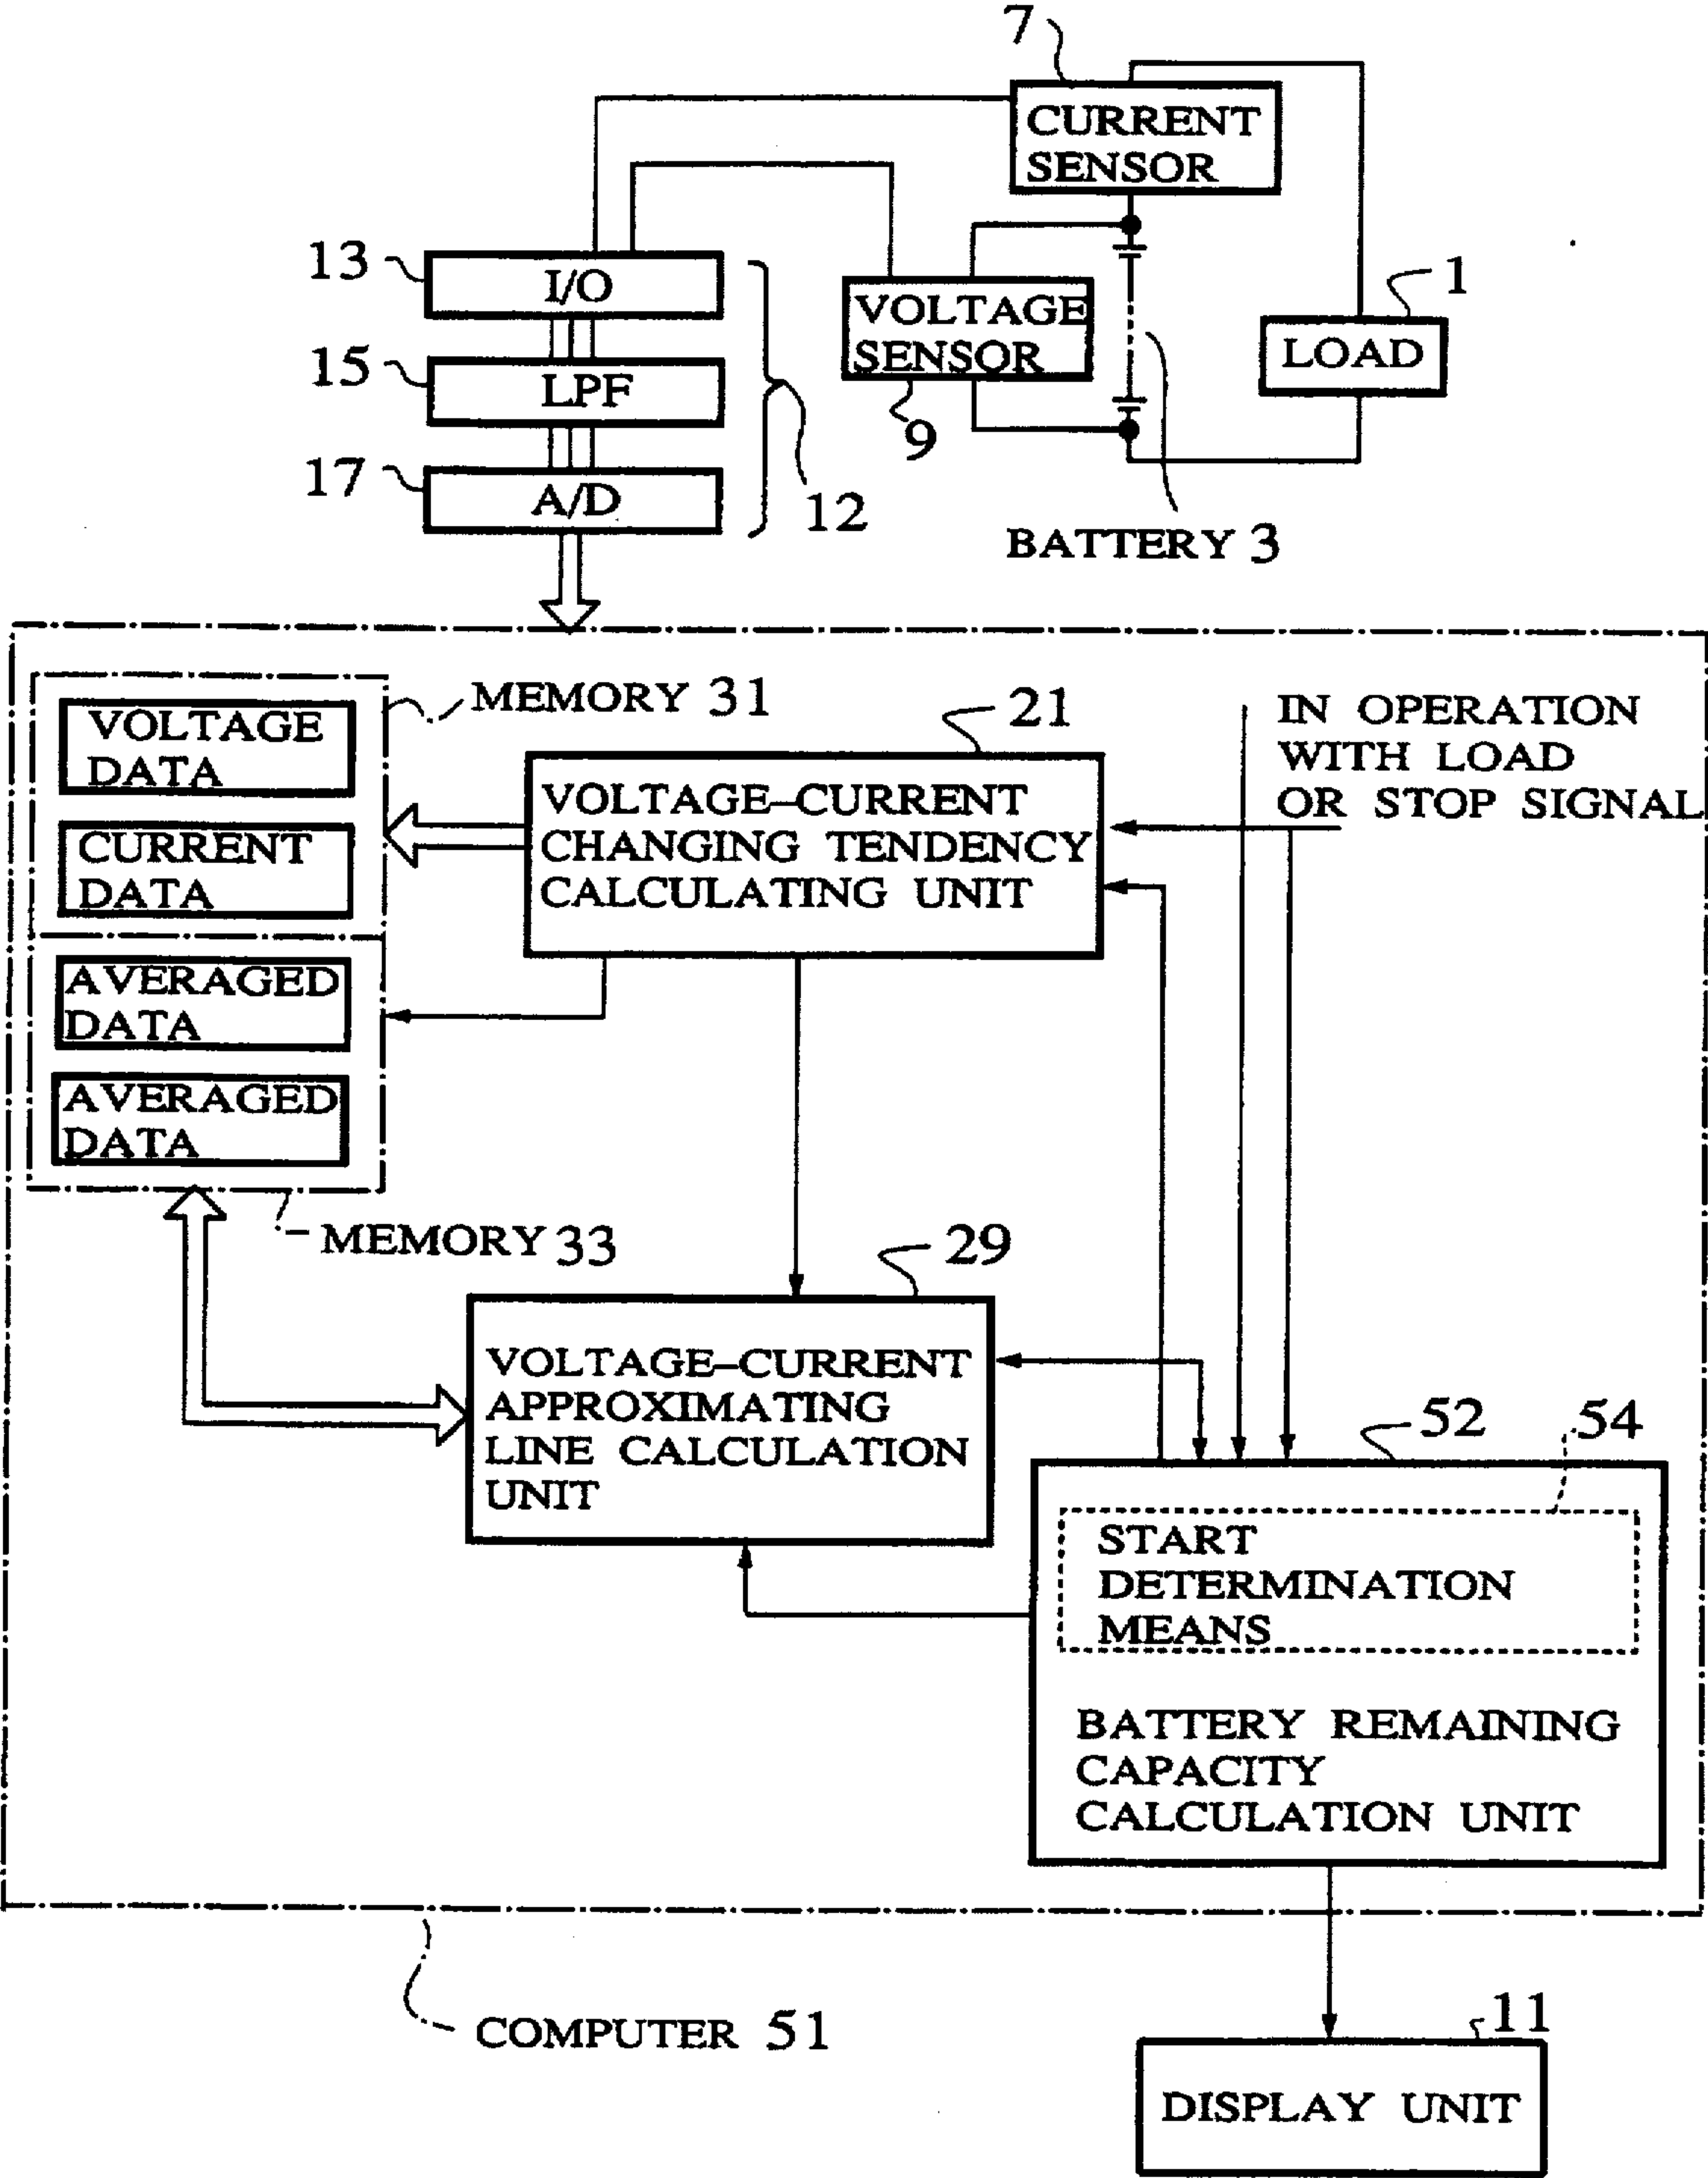 7
CURRENT
SENSOR
13
I/O
15
LPF
17
A/D
12
VOLTAGE
SENSOR
9
1
LOAD
BATTERY 3
MEMORY 31
VOLTAGE
DATA
CURRENT
DATA
AVERAGED
DATA
AVERAGED
DATA
MEMORY 33
21
VOLTAGE-CURRENT
CHANGING TENDENCY
CALCULATING UNIT
IN OPERATION
WITH LOAD
OR STOP SIGNAL
29
VOLTAGE-CURRENT
APPROXIMATING
LINE CALCULATION
UNIT
52
54
START
DETERMINATION
MEANS
BATTERY REMAINING
CAPACITY
CALCULATION UNIT
COMPUTER 51
11
DISPLAY UNIT